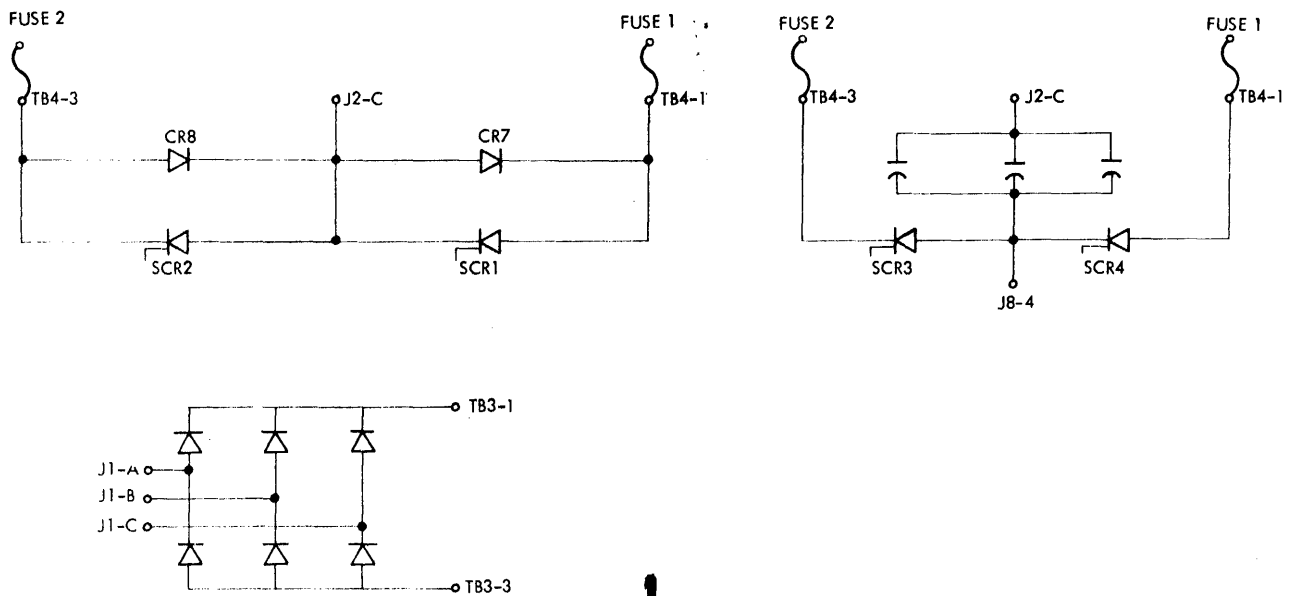 FUSE 2
FUSE 1
TB4-3
J2-C
TB4-1
CR8
CR7
SCR2
SCR1
FUSE 2
FUSE 1
TB4-3
J2-C
TB4-1
SCR3
SCR4
J8-4
TB3-1
J1-A
J1-B
J1-C
TB3-3